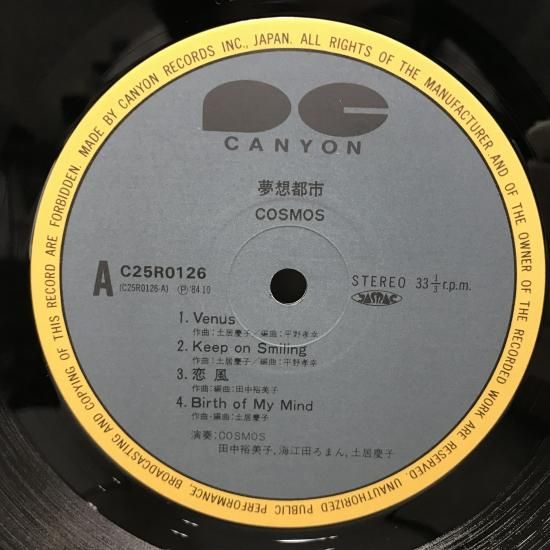 MADE BY CANYON RECORDS INC., JAPAN. ALL RIGHTS OF THE MANUFACTURER AND OF THE OWNER OF THE RECORDED WORK ARE RESERVED. UNAUTHORIZED PUBLIC PERFORMANCE, BROADCASTING AND COPYING OF THIS RECORD ARE FORBIDDEN.
CANYON
夢想都市
COSMOS
A C25R0126
(C25R0126-A) Ⓟ'84.10
STEREO 33 1/3 r.p.m.
JASRAC
1. Venus
作曲:土居慶子/編曲:平野孝幸
2. Keep on Smiling
作曲:土居慶子/編曲:平野孝幸
3. 恋風
作曲・編曲:田中裕美子
4. Birth of My Mind
作曲・編曲:土居慶子
演奏:COSMOS
田中裕美子, 海江田ろまん, 土居慶子